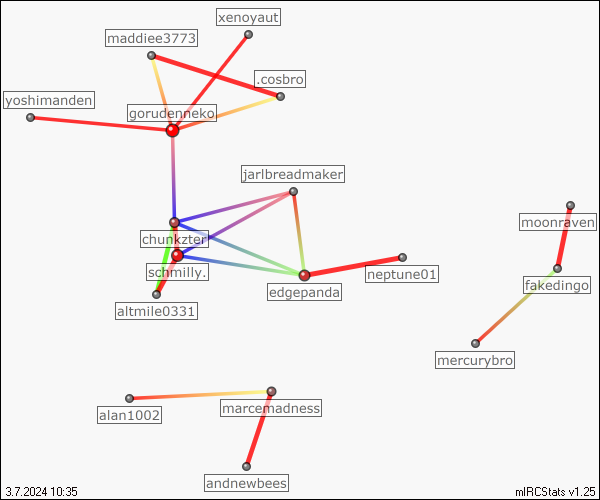 xenoyaut
maddiee3773
.cosbro
yoshimanden
gorudenneko
jarlbreadmaker
moonraven
chunkzter
schmilly.
neptune01
fakedingo
edgepanda
altmile0331
mercurybro
marcemadness
alan1002
andnewbees
3.7.2024 10:35
mIRCStats v1.25